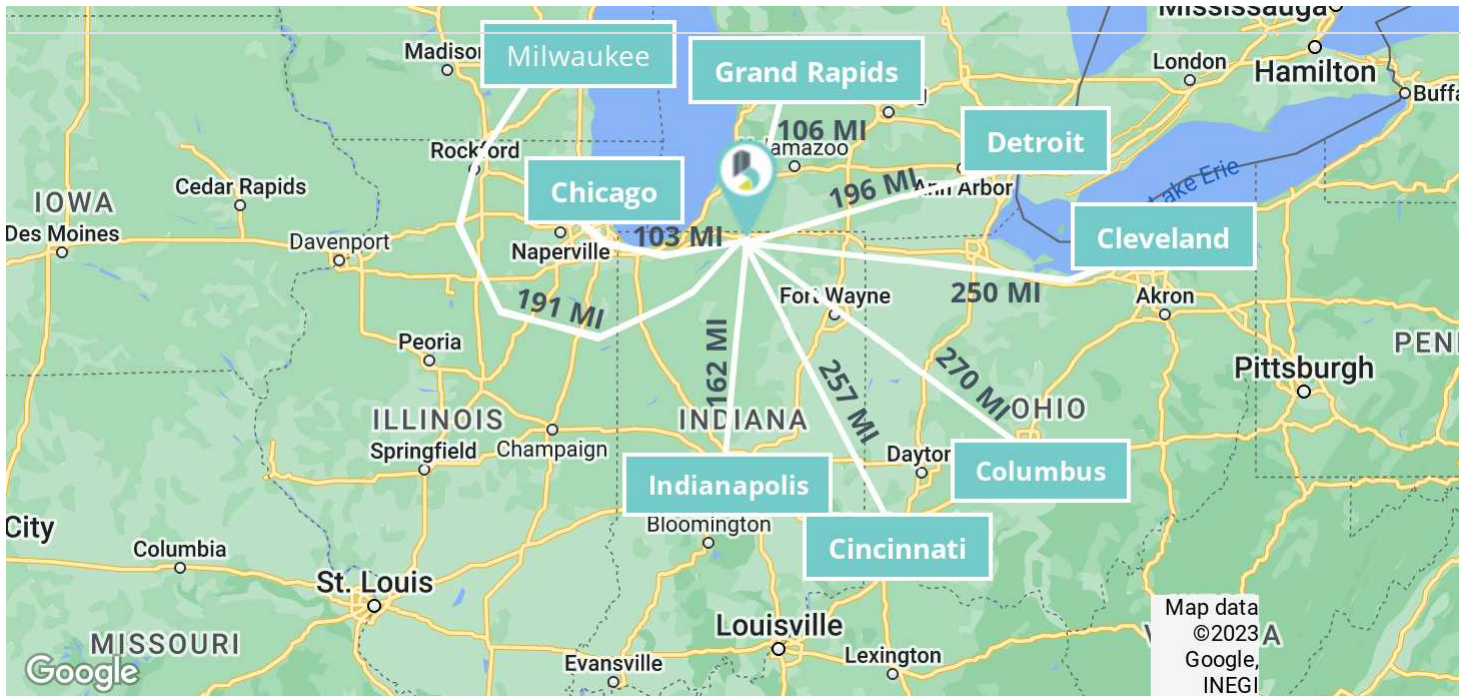 Mississauga
Madison
Milwaukee
Grand Rapids
London
Hamilton
106 MI
Detroit
Rockford
Cedar Rapids
IOWA
Chicago
196 MI
Ann Arbor
Lake Erie
Des Moines
Davenport
Naperville
103 MI
Cleveland
191 MI
Fort Wayne
250 MI
Akron
Peoria
162 MI
257 MI
270 MI
Pittsburgh
ILLINOIS
INDIANA
OHIO
Springfield
Champaign
Dayton
Indianapolis
Columbus
City
Bloomington
Cincinnati
Columbia
St. Louis
MISSOURI
Louisville
Evansville
Lexington
Google
Map data
©2023
Google,
INEGI